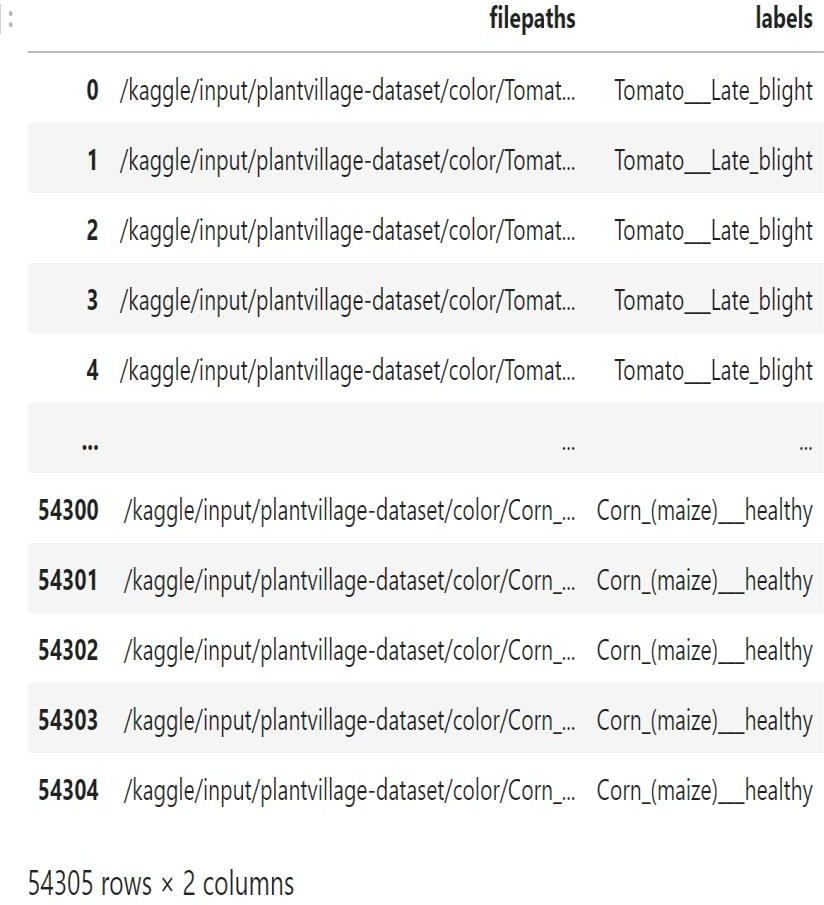 :
filepaths labels
0 /kaggle/input/plantvillage-dataset/color/Tomat... Tomato___Late_blight
1 /kaggle/input/plantvillage-dataset/color/Tomat... Tomato___Late_blight
2 /kaggle/input/plantvillage-dataset/color/Tomat... Tomato___Late_blight
3 /kaggle/input/plantvillage-dataset/color/Tomat... Tomato___Late_blight
4 /kaggle/input/plantvillage-dataset/color/Tomat... Tomato___Late_blight
... ... ...
54300 /kaggle/input/plantvillage-dataset/color/Corn_... Corn_(maize)___healthy
54301 /kaggle/input/plantvillage-dataset/color/Corn_... Corn_(maize)___healthy
54302 /kaggle/input/plantvillage-dataset/color/Corn_... Corn_(maize)___healthy
54303 /kaggle/input/plantvillage-dataset/color/Corn_... Corn_(maize)___healthy
54304 /kaggle/input/plantvillage-dataset/color/Corn_... Corn_(maize)___healthy
54305 rows × 2 columns